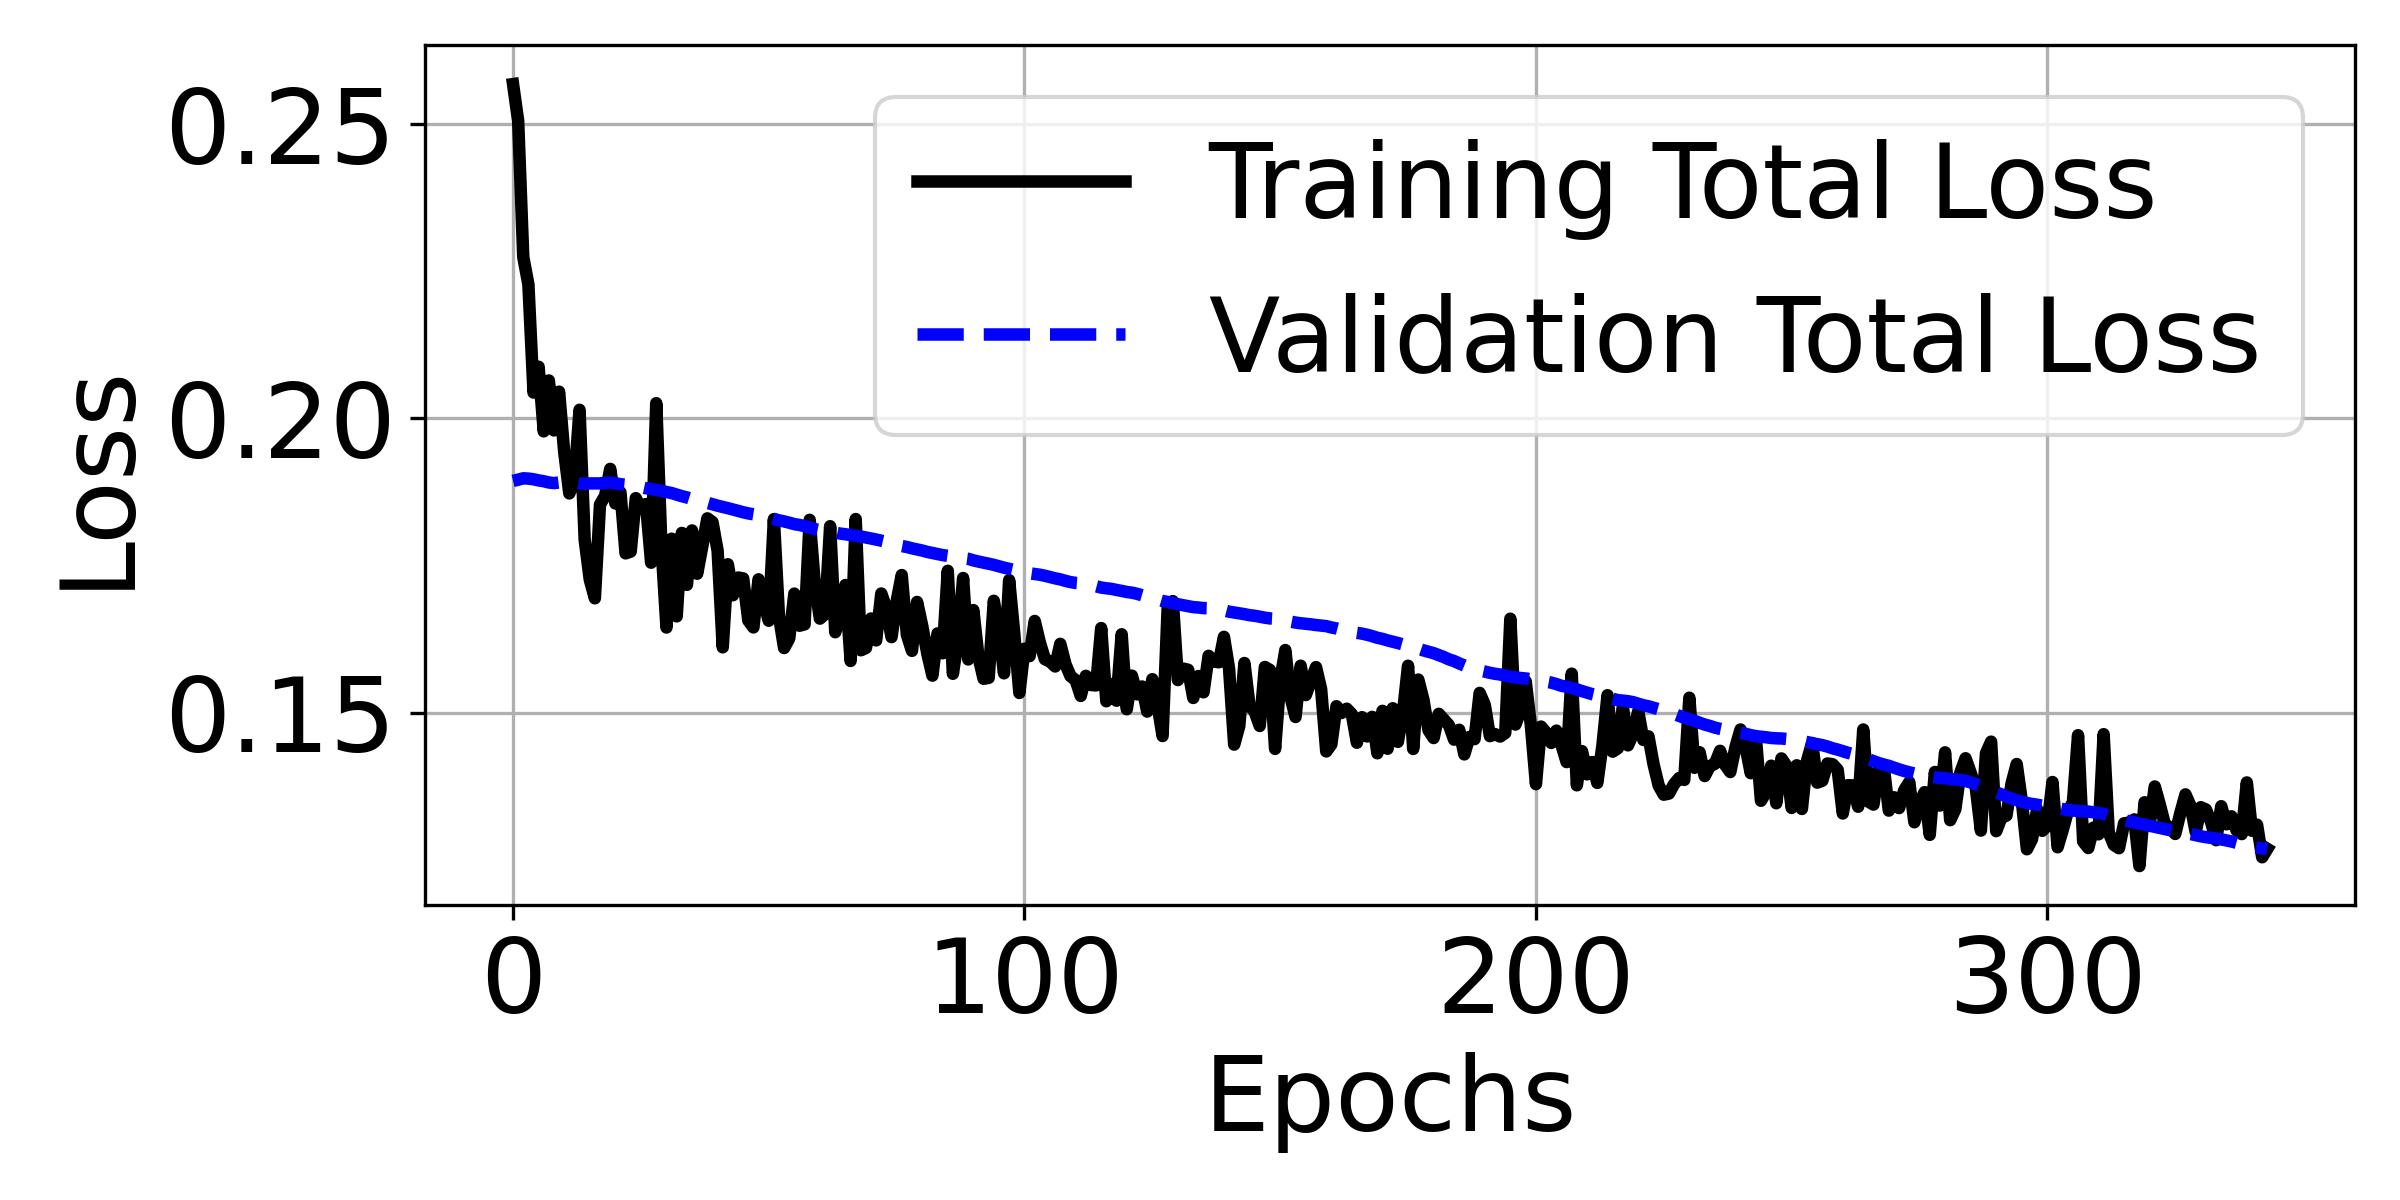 0.25
0.20
0.15
Loss
Training Total Loss
Validation Total Loss
0 100 200 300
Epochs